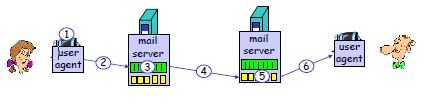 1
user
agent
2
mail
server
3
4
mail
server
5
6
user
agent